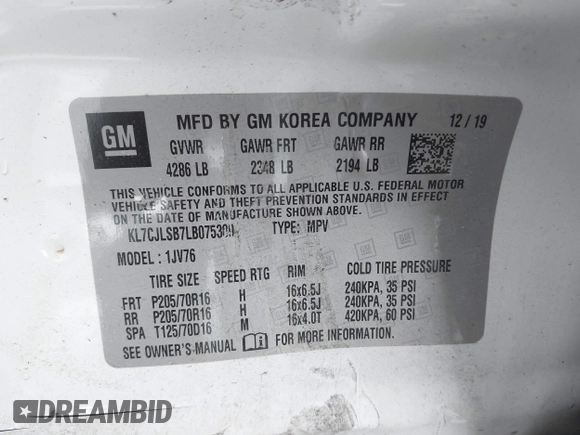 GM
MFD BY GM KOREA COMPANY 12 / 19
GVWR GAWR FRT GAWR RR
4286 LB 2348 LB 2194 LB
THIS VEHICLE CONFORMS TO ALL APPLICABLE U.S. FEDERAL MOTOR
VEHICLE SAFETY AND THEFT PREVENTION STANDARDS IN EFFECT
ON THE DATE OF MANUFACTURE SHOWN ABOVE.
TYPE: MPV
MODEL : 1JV76
TIRE SIZE SPEED RTG RIM COLD TIRE PRESSURE
FRT P205/70R16 H 16x6.5J 240KPA, 35 PSI
RR P205/70R16 H 16x6.5J 240KPA, 35 PSI
SPA T125/70D16 M 16x4.0T 420KPA, 60 PSI
SEE OWNER'S MANUAL FOR MORE INFORMATION.
DREAMBID